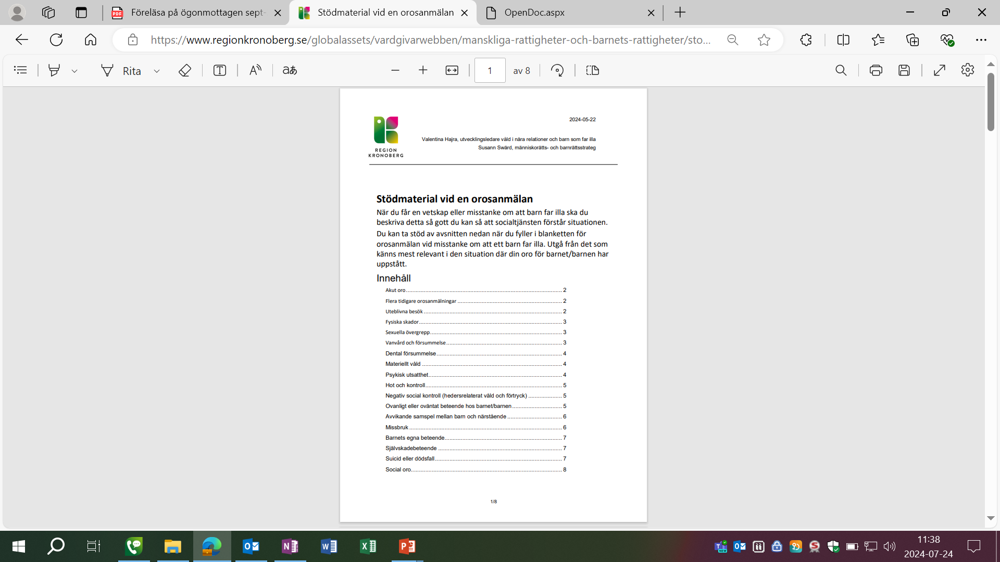 Föreläsa på ögonmottagen sept-
Stödmaterial vid en orosanmälan
OpenDoc.aspx
https://www.regionkronoberg.se/globalassets/vardgivarwebben/manskliga-rattigheter-och-barnets-rattigheter/sto...
Rita
aあ
1
av 8
2024-05-22
Valentina Hajra, utvecklingsledare våld i nära relationer och barn som far illa
Susann Swärd, människorätts- och barnrättsstrateg
REGION
KRONOBERG
Stödmaterial vid en orosanmälan
När du får en vetskap eller misstanke om att barn far illa ska du
beskriva detta så gott du kan så att socialtjänsten förstår situationen.
Du kan ta stöd av avsnitten nedan när du fyller i blanketten för
orosanmälan vid misstanke om att ett barn far illa. Utgå från det som
känns mest relevant i den situation där din oro för barnet/barnen har
uppstått.
Innehåll
Akut oro 2
Flera tidigare orosanmälningar 2
Uteblivna besök 2
Fysiska skador 3
Sexuella övergrepp 3
Vanvård och försummelse 3
Dental försummelse 4
Materiellt våld 4
Psykisk utsatthet 4
Hot och kontroll 5
Negativ social kontroll (hedersrelaterat våld och förtryck) 5
Ovanligt eller oväntat beteende hos barnet/barnen 5
Avvikande samspel mellan barn och närstående 6
Missbruk 6
Barnets egna beteende 7
Självskadebeteende 7
Suicid eller dödsfall 7
Social oro 8
1/8
11:38
2024-07-24